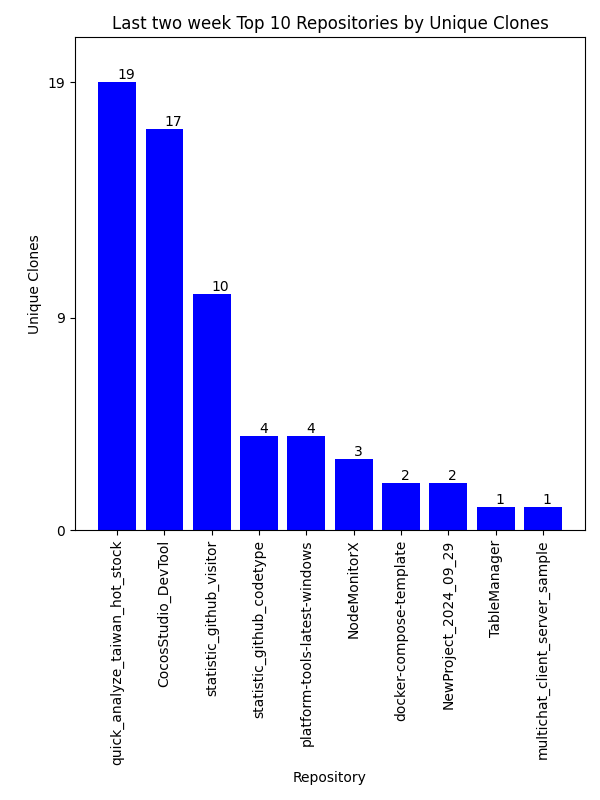 Last two week Top 10 Repositories by Unique Clones
Unique Clones
19
9
0
19
17
10
4
4
3
2
2
1
1
quick_analyze_taiwan_hot_stock
CocosStudio_DevTool
statistic_github_visitor
statistic_github_codetype
platform-tools-latest-windows
NodeMonitorX
docker-compose-template
NewProject_2024_09_29
TableManager
multichat_client_server_sample
Repository